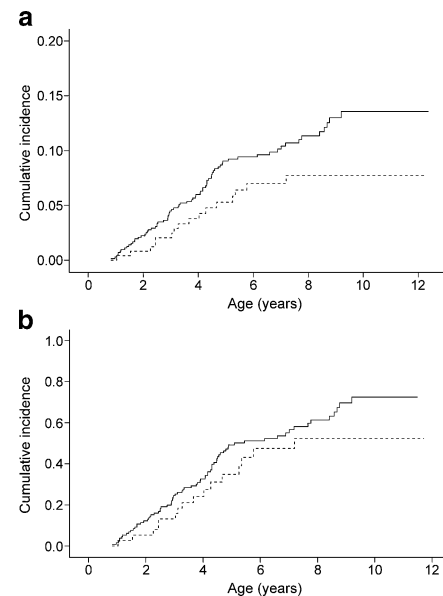 a
0.20
0.15
0.10
0.05
0.00
Cumulative incidence
0 2 4 6 8 10 12
Age (years)
b
1.0
0.8
0.6
0.4
0.2
0.0
Cumulative incidence
0 2 4 6 8 10 12
Age (years)